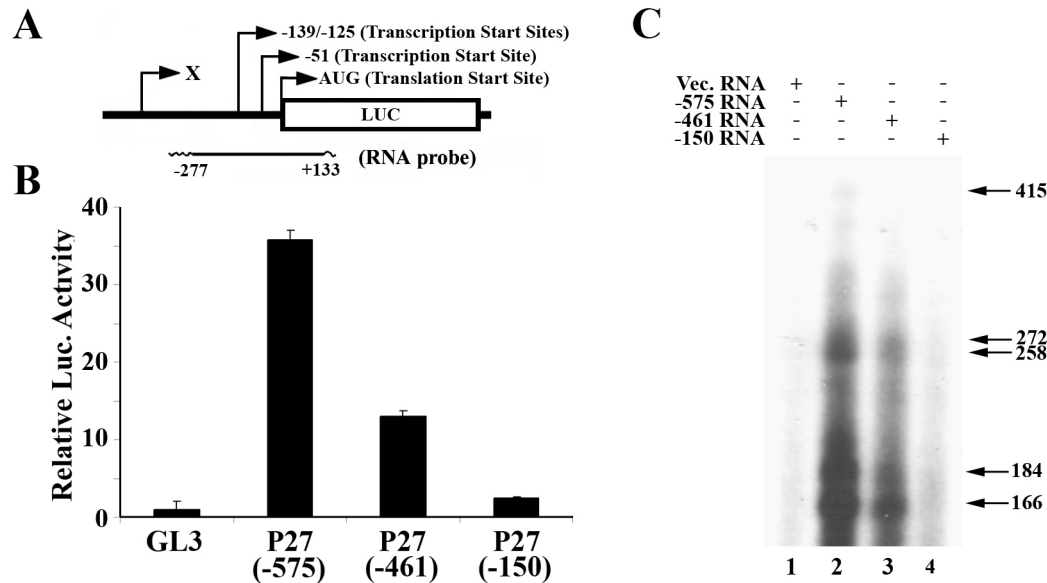 A
-139/-125 (Transcription Start Sites)
-51 (Transcription Start Site)
X
AUG (Translation Start Site)
LUC
(RNA probe)
-277
+133
B
Relative Luc. Activity
40
30
20
10
0
GL3
P27
(-575)
P27
(-461)
P27
(-150)
C
Vec. RNA + - - -
-575 RNA - + - -
-461 RNA - - + -
-150 RNA - - - +
415
272
258
184
166
1 2 3 4